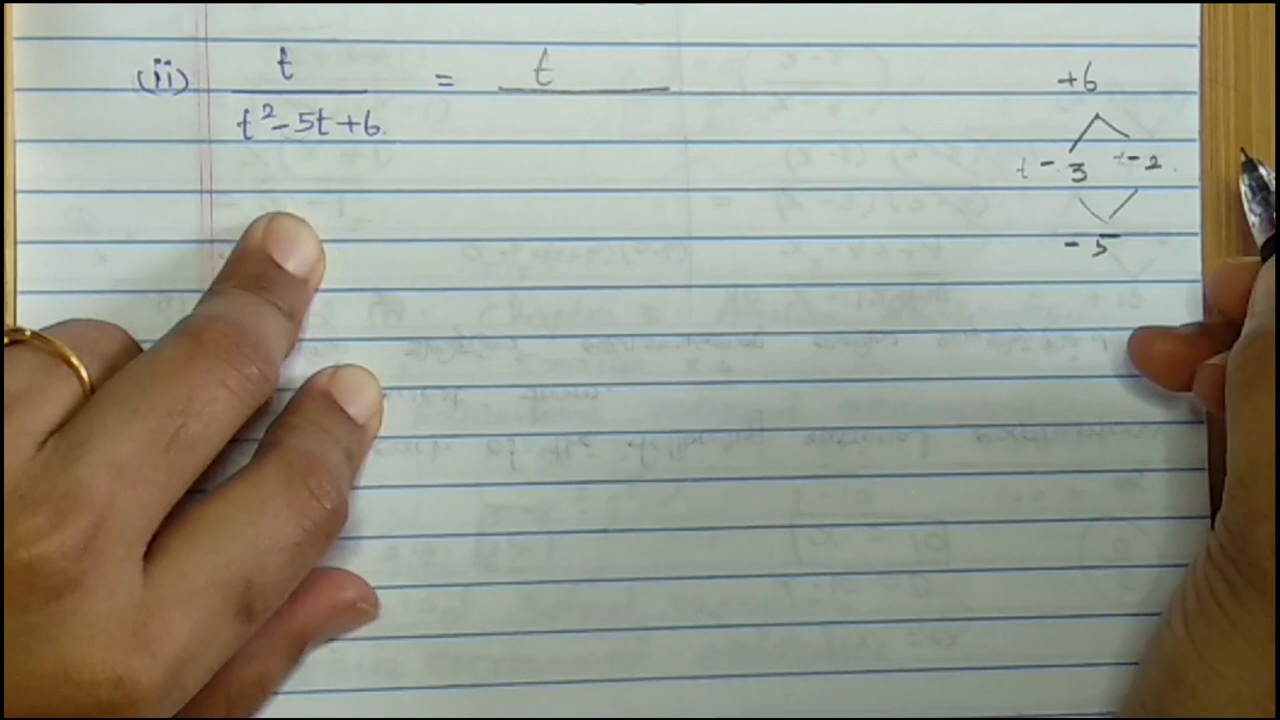 (ii) t = t
t² - 5t + 6
+6
t - 3 t - 2
- 5